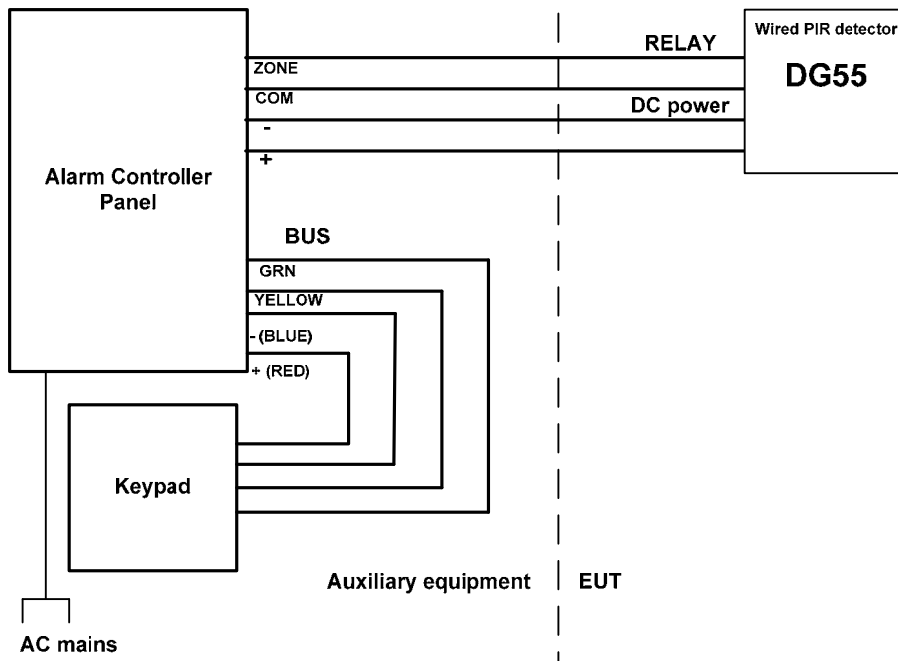 Wired PIR detector
DG55
RELAY
ZONE
COM
DC power
-
+
Alarm Controller
Panel
BUS
GRN
YELLOW
- (BLUE)
+ (RED)
Keypad
Auxiliary equipment
EUT
AC mains